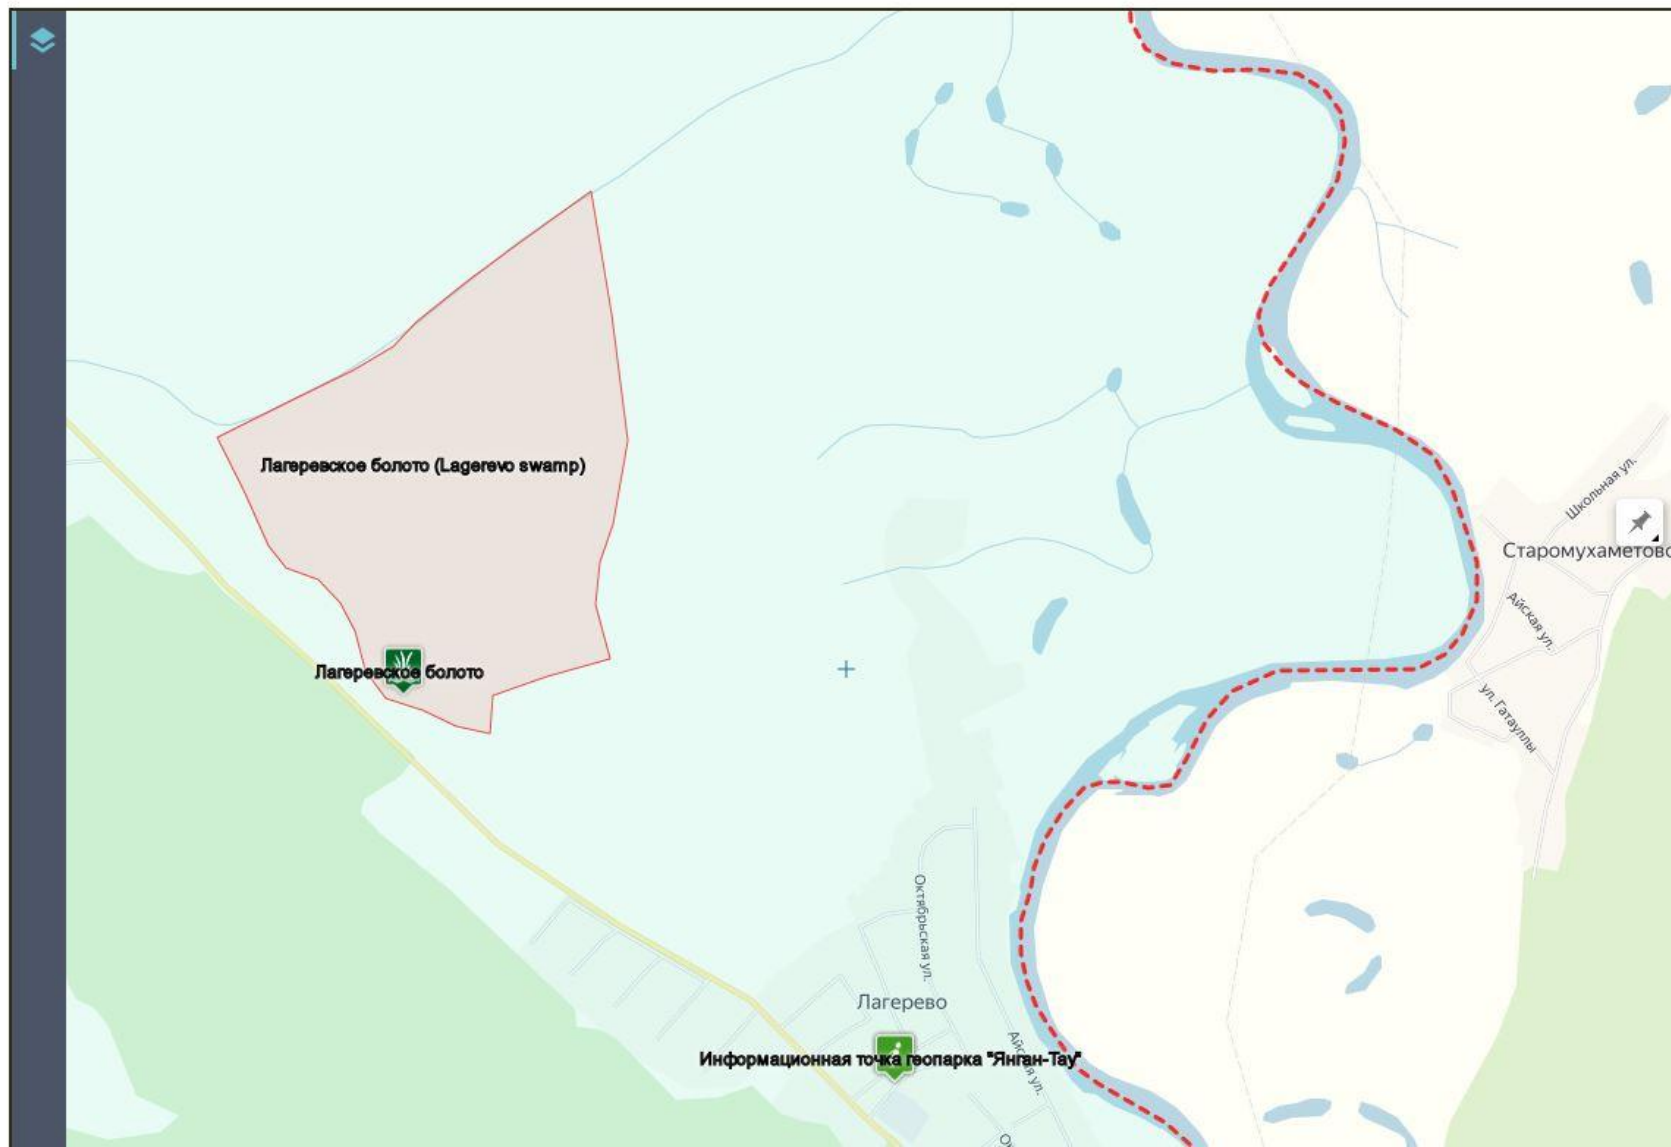 Лагеревское болото (Lagerevo swamp)
Школьная ул.
Старомухаметово
Айская ул.
Лагеревское болото
ул. Гатауллы
Октябрьская ул.
Лагерево
Информационная точка геопарка "Янган-Тау"
Айская ул.